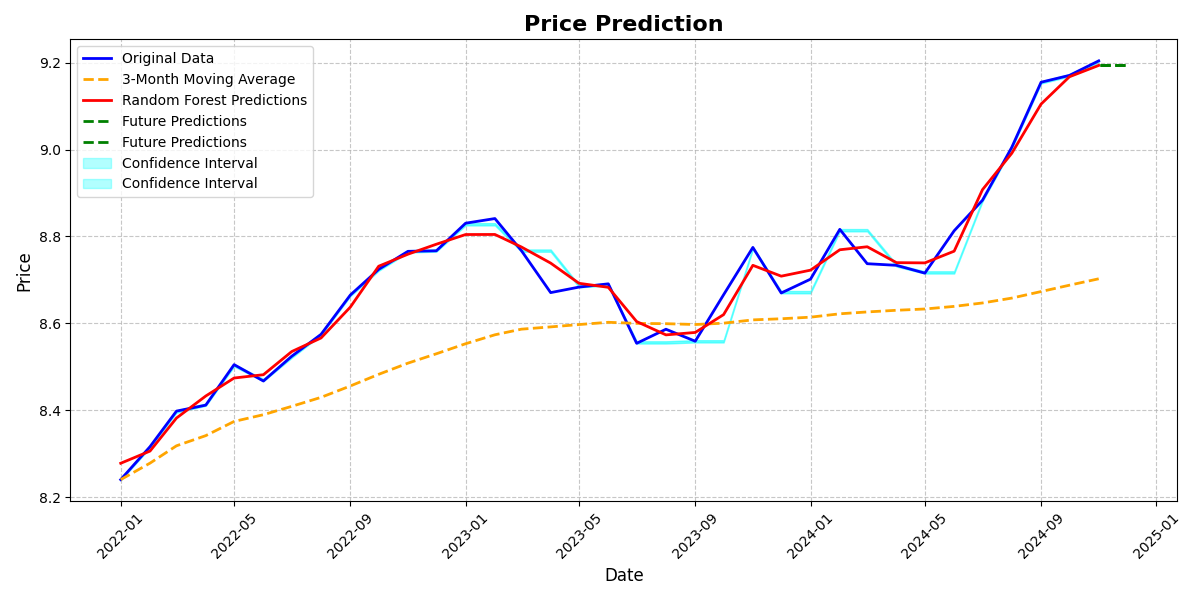 Price Prediction
Original Data
3-Month Moving Average
Random Forest Predictions
Future Predictions
Future Predictions
Confidence Interval
Confidence Interval
Price
9.2
9.0
8.8
8.6
8.4
8.2
2022-01
2022-05
2022-09
2023-01
2023-05
2023-09
2024-01
2024-05
2024-09
2025-01
Date